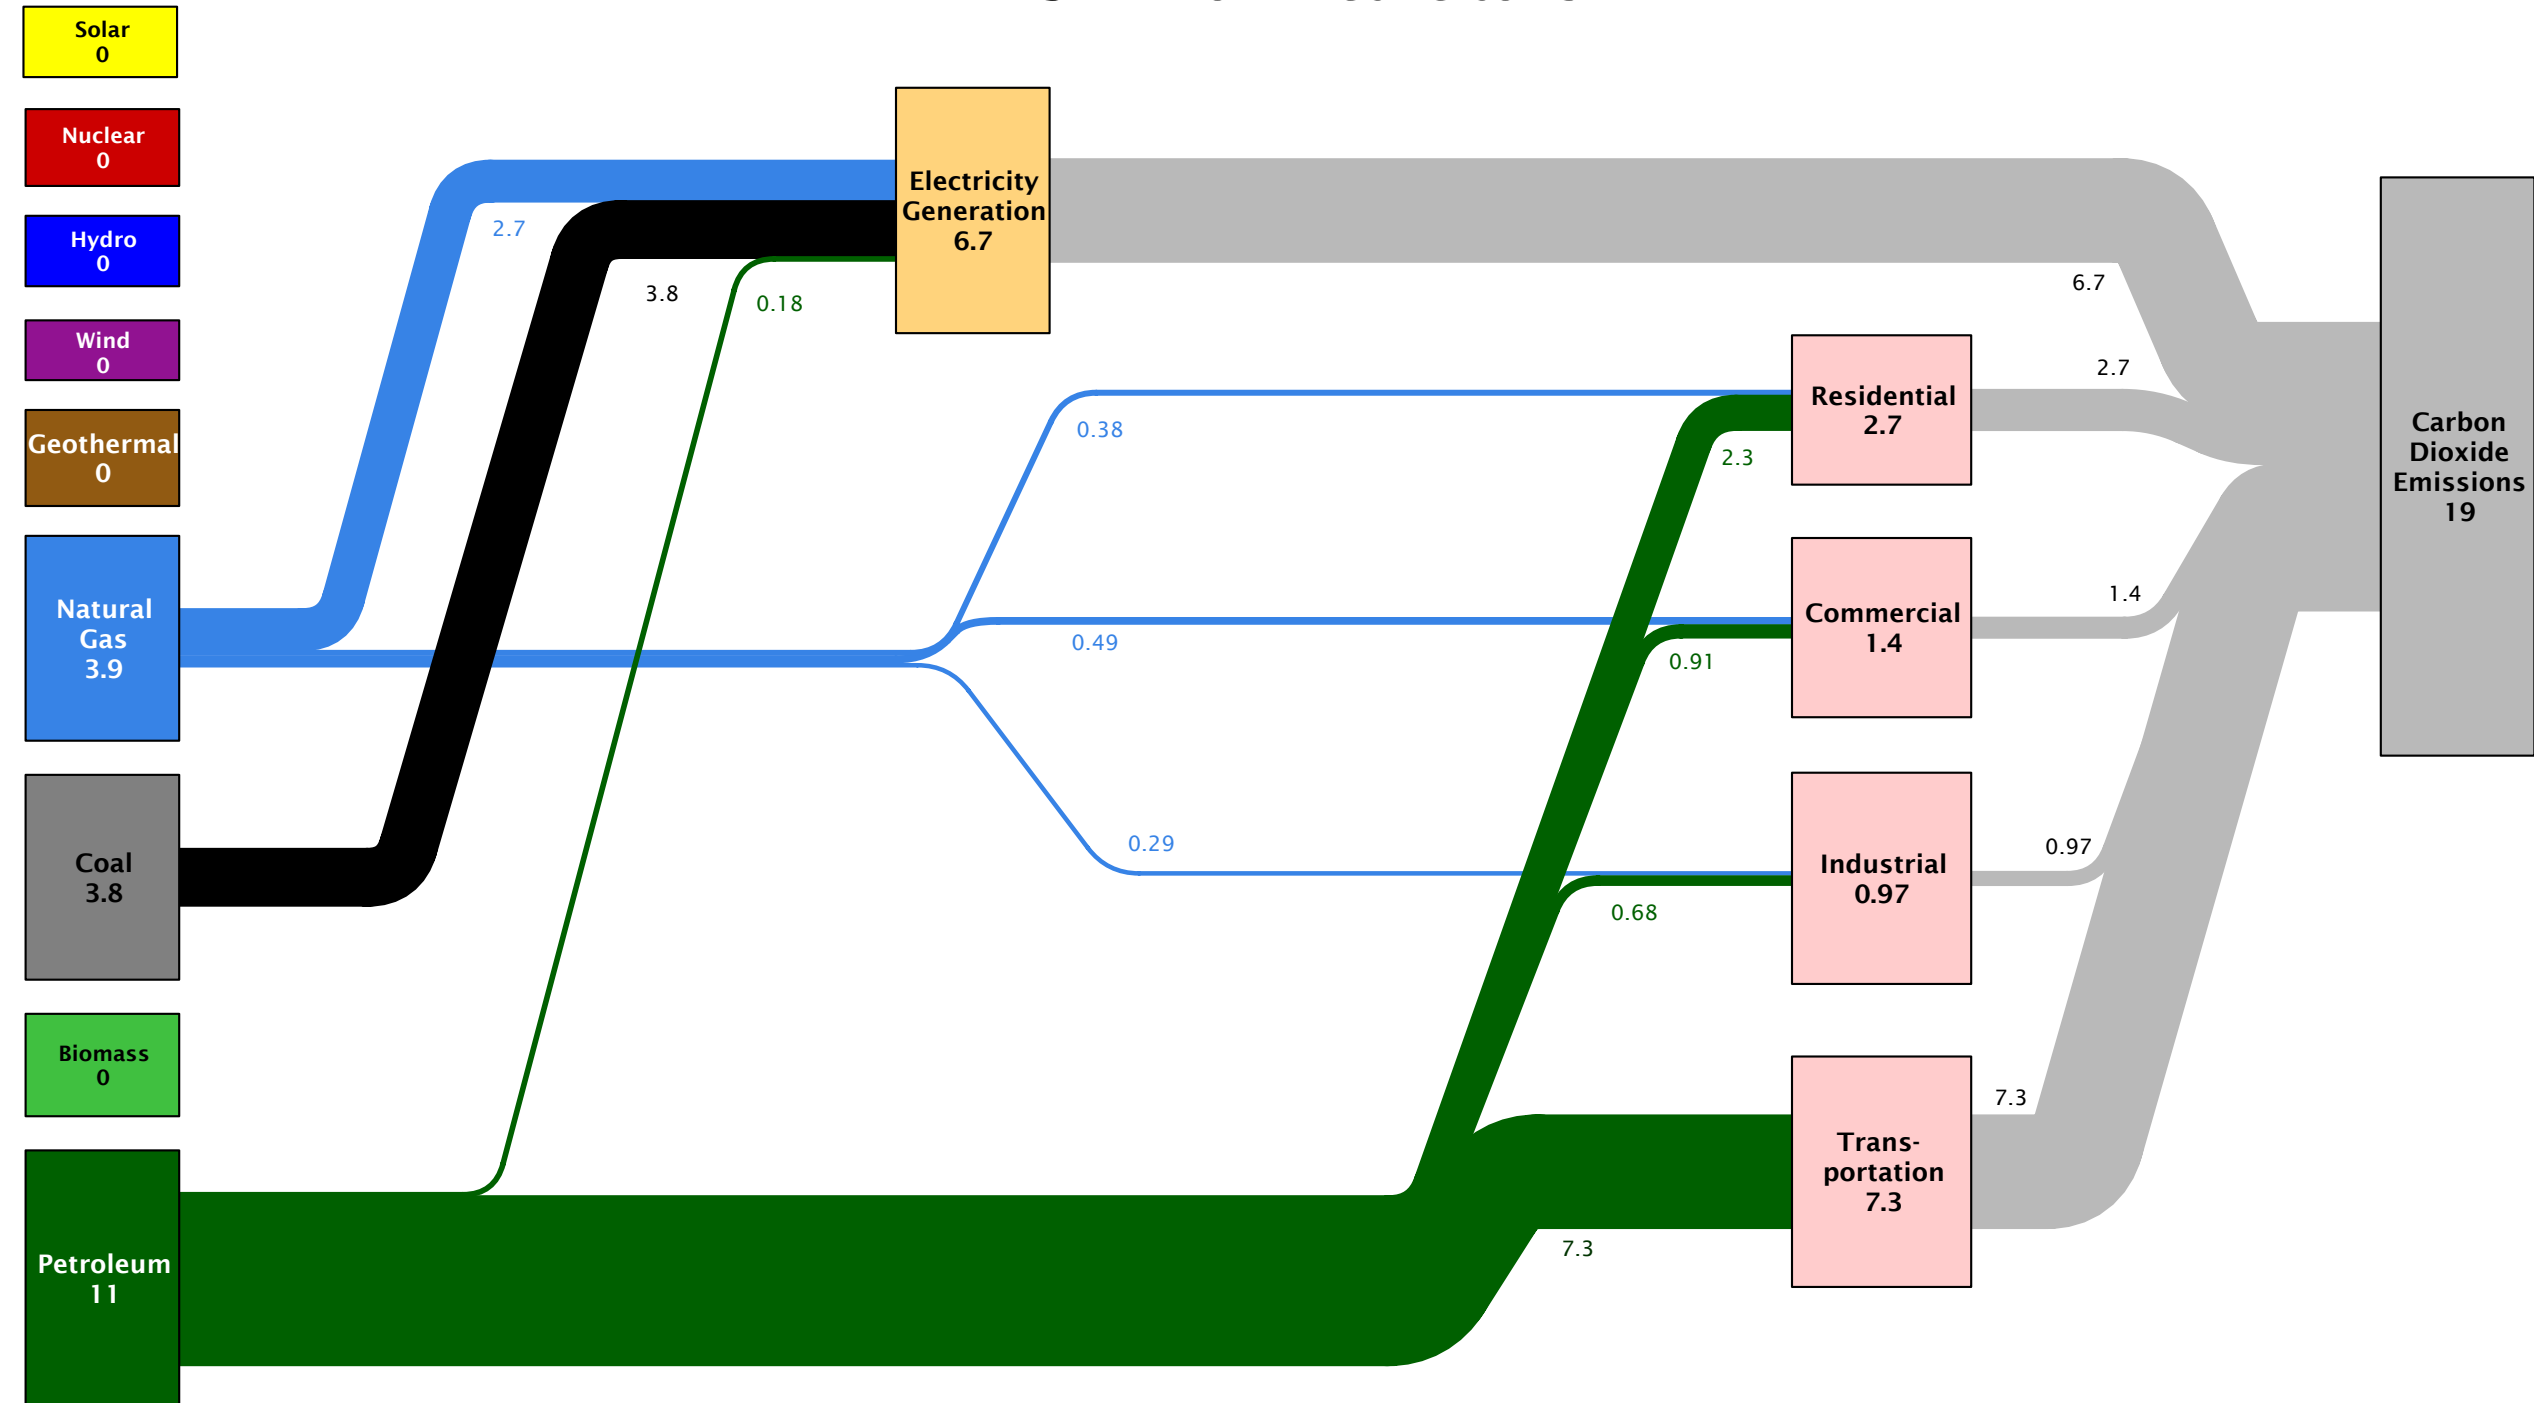 Solar
0
Nuclear
0
Hydro
0
Wind
0
Geothermal
0
Natural
Gas
3.9
Coal
3.8
Biomass
0
Petroleum
11
2.7
3.8
0.18
Electricity
Generation
6.7
0.38
0.49
0.29
2.3
0.91
0.68
7.3
Residential
2.7
Commercial
1.4
Industrial
0.97
Trans-
portation
7.3
6.7
2.7
1.4
0.97
7.3
Carbon
Dioxide
Emissions
19